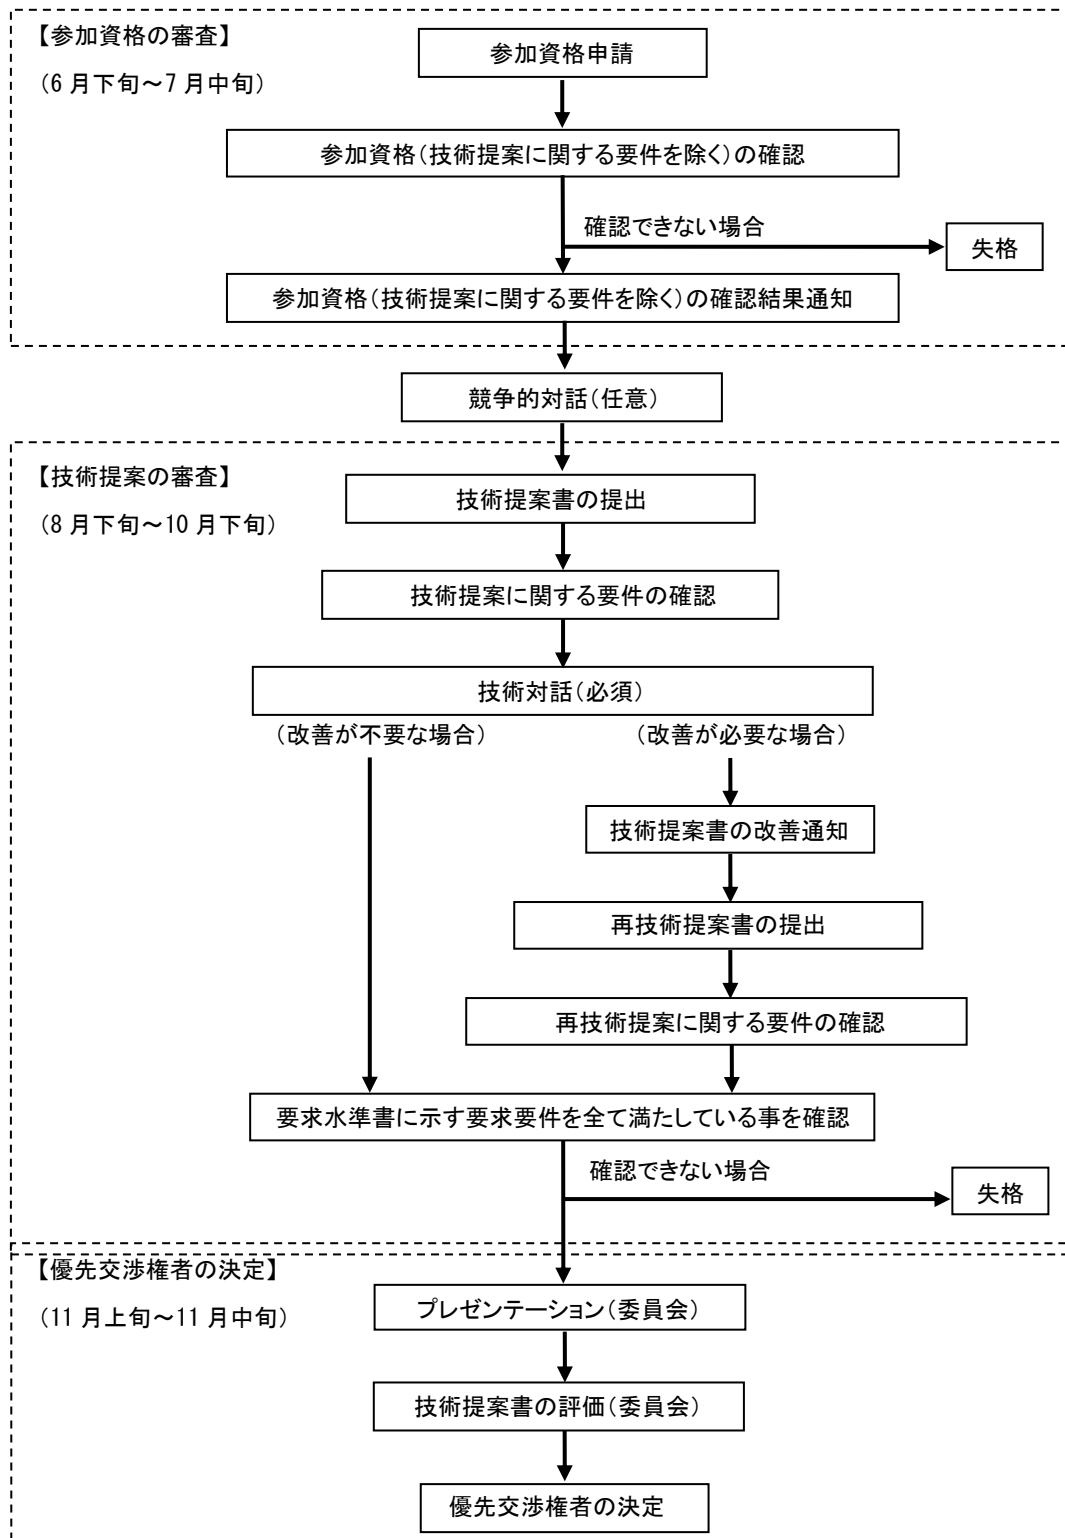 【参加資格の審査】
(6月下旬～7月中旬)
参加資格申請
参加資格(技術提案に関する要件を除く)の確認
確認できない場合
失格
参加資格(技術提案に関する要件を除く)の確認結果通知
競争的対話(任意)
【技術提案の審査】
(8月下旬～10月下旬)
技術提案書の提出
技術提案に関する要件の確認
技術対話(必須)
(改善が不要な場合)
(改善が必要な場合)
技術提案書の改善通知
再技術提案書の提出
再技術提案に関する要件の確認
要求水準書に示す要求要件を全て満たしている事を確認
確認できない場合
失格
【優先交渉権者の決定】
(11月上旬～11月中旬)
プレゼンテーション(委員会)
技術提案書の評価(委員会)
優先交渉権者の決定